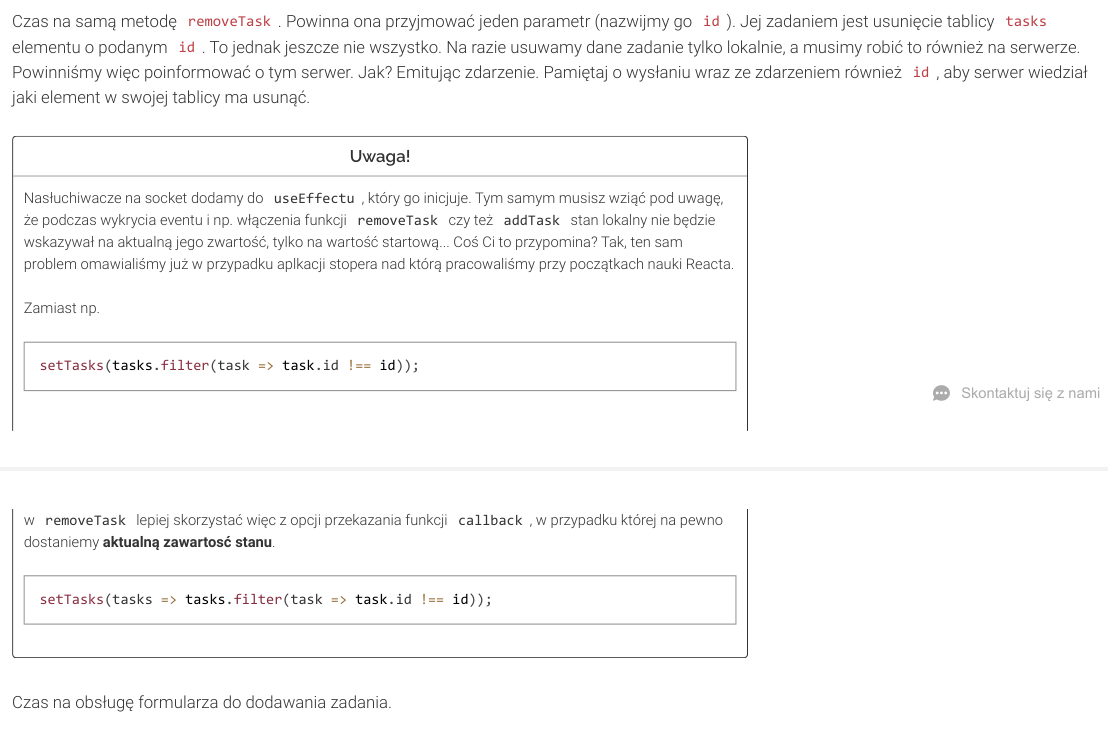 Czas na samą metodę removeTask . Powinna ona przyjmować jeden parametr (nazwijmy go id ). Jej zadaniem jest usunięcie tablicy tasks
elementu o podanym id . To jednak jeszcze nie wszystko. Na razie usuwamy dane zadanie tylko lokalnie, a musimy robić to również na serwerze.
Powinniśmy więc poinformować o tym serwer. Jak? Emitując zdarzenie. Pamiętaj o wysłaniu wraz ze zdarzeniem również id , aby serwer wiedział
jaki element w swojej tablicy ma usunąć.
Uwaga!
Nasłuchiwacze na socket dodamy do useEffectu , który go inicjuje. Tym samym musisz wziąć pod uwagę,
że podczas wykrycia eventu i np. włączenia funkcji removeTask czy też addTask stan lokalny nie będzie
wskazywał na aktualną jego zwartość, tylko na wartość startową... Coś Ci to przypomina? Tak, ten sam
problem omawialiśmy już w przypadku aplkacji stopera nad którą pracowaliśmy przy początkach nauki Reacta.
Zamiast np.
setTasks(tasks.filter(task => task.id !== id));
Skontaktuj się z nami
w removeTask lepiej skorzystać więc z opcji przekazania funkcji callback , w przypadku której na pewno
dostaniemy aktualną zawartosć stanu.
setTasks(tasks => tasks.filter(task => task.id !== id));
Czas na obsługę formularza do dodawania zadania.